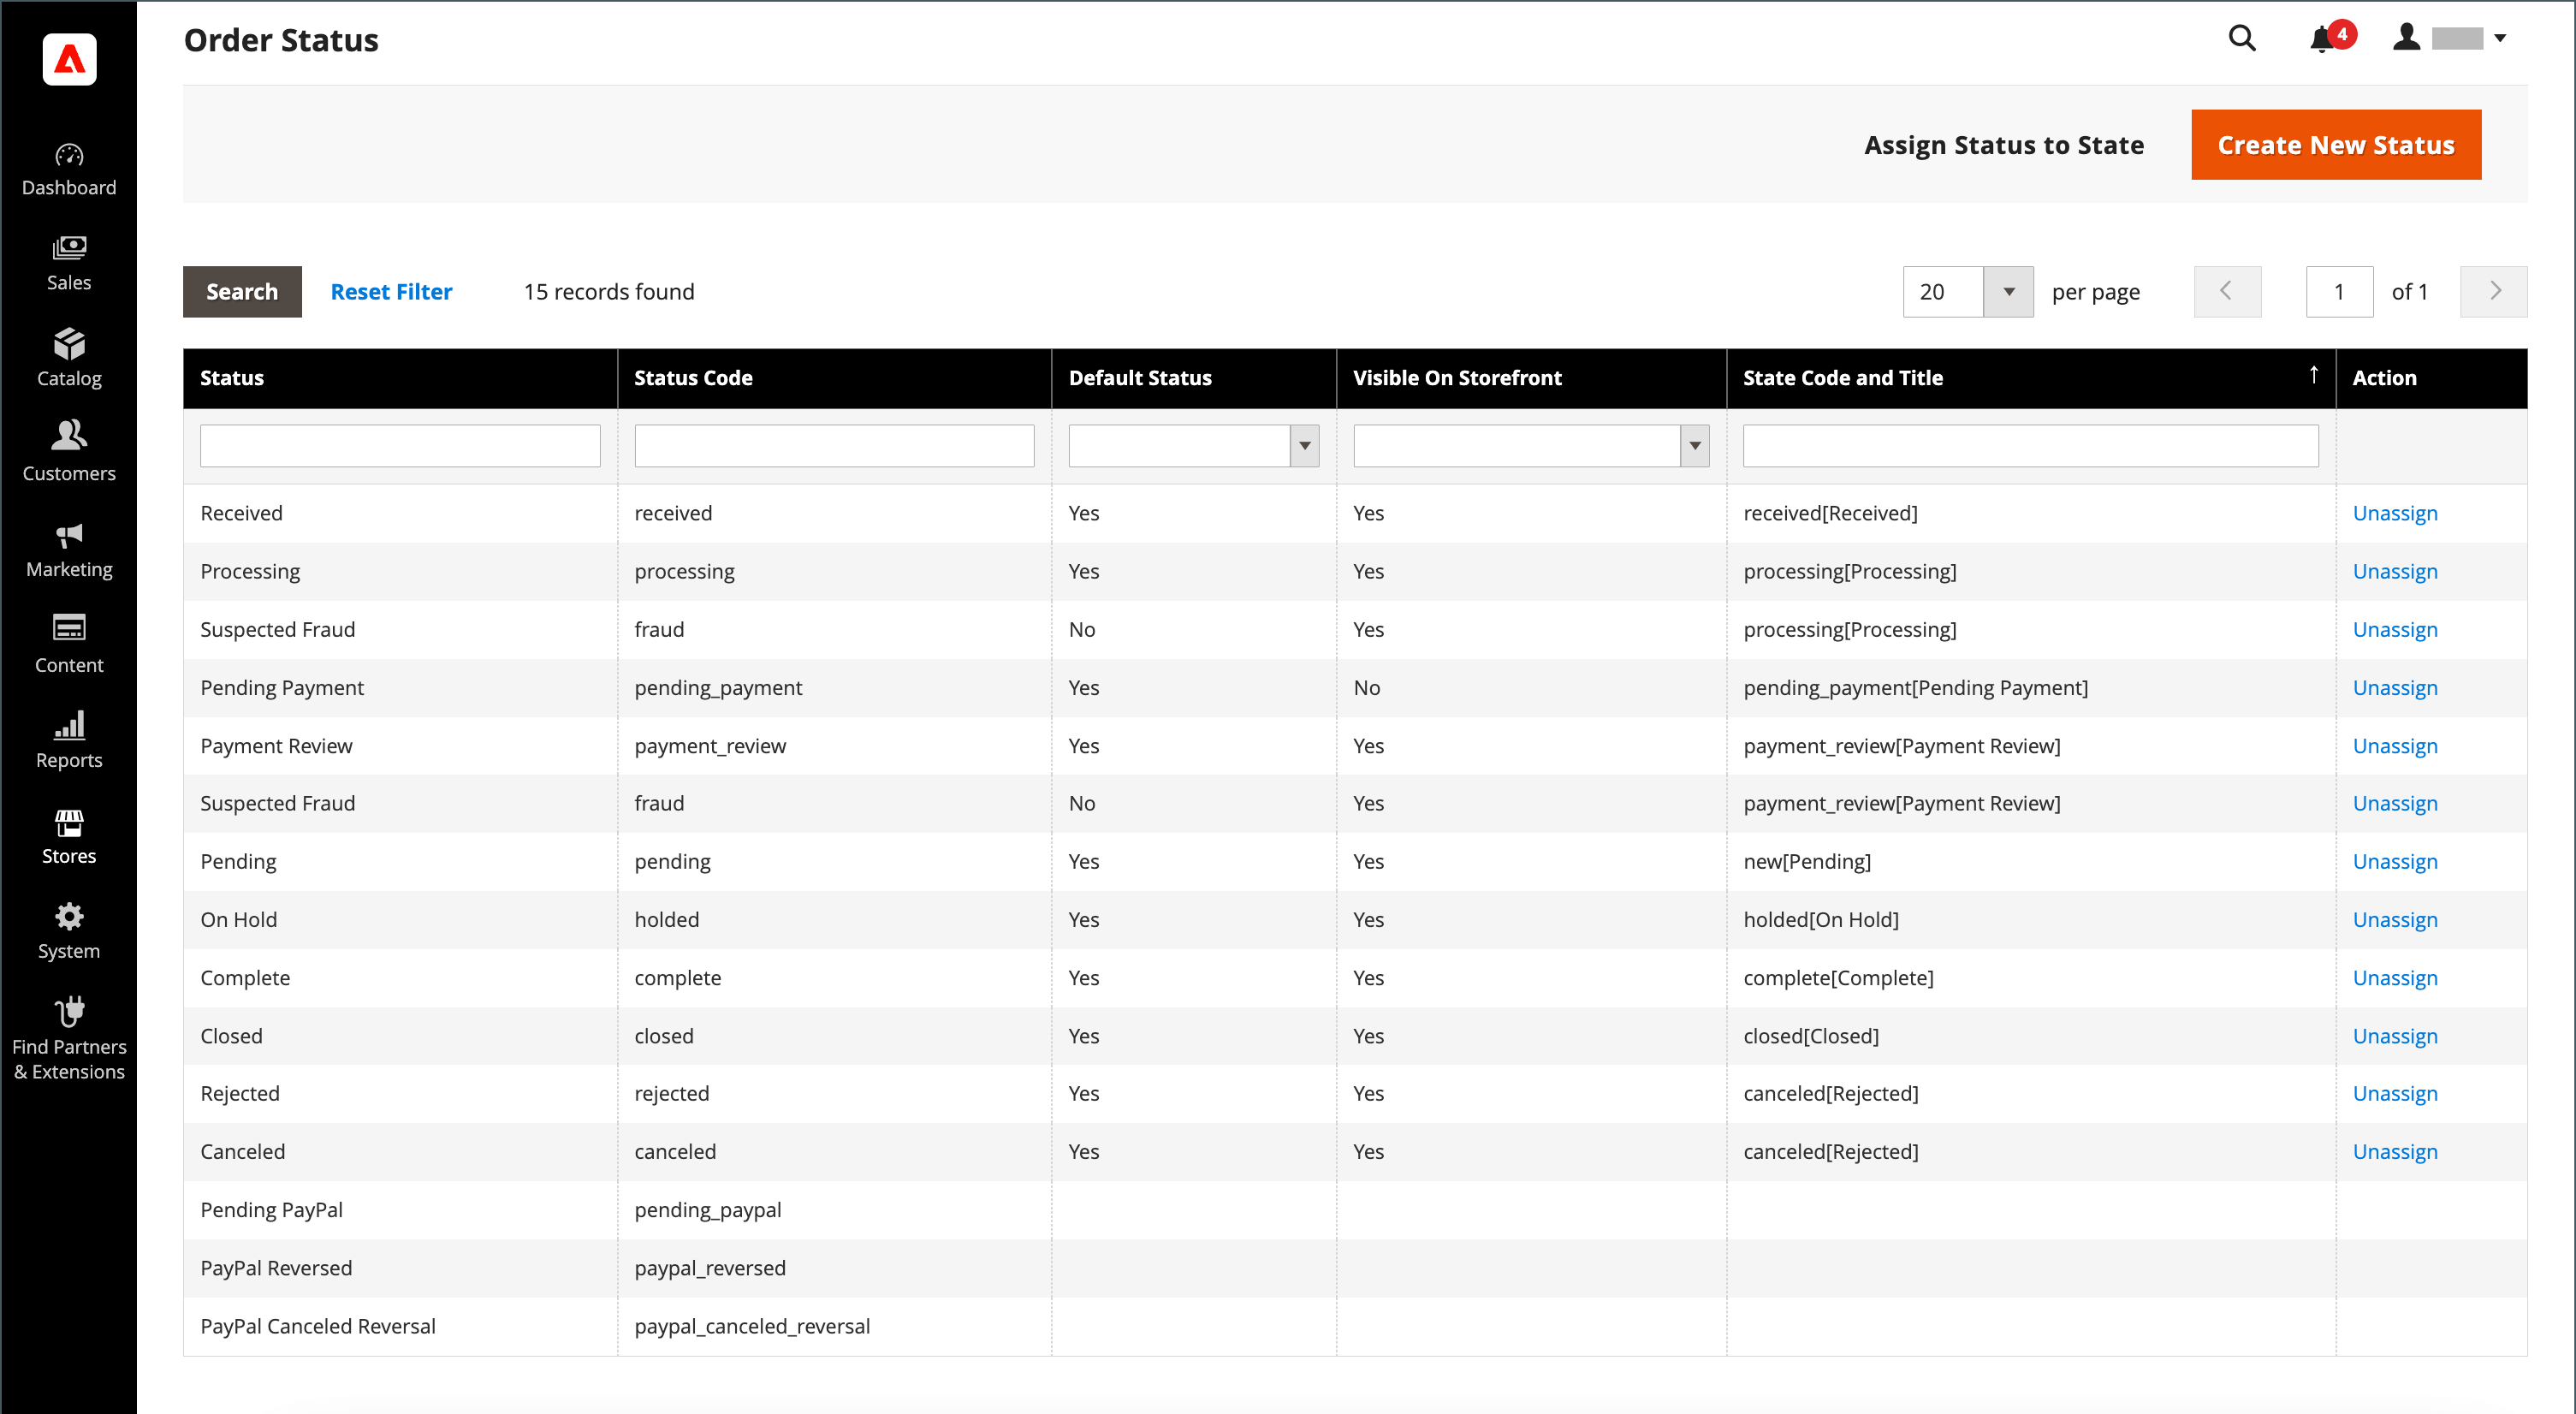 Order Status
4
Dashboard
Sales
Catalog
Customers
Marketing
Content
Reports
Stores
System
Find Partners
& Extensions
Assign Status to State
Create New Status
Search Reset Filter 15 records found 20 per page 1 of 1
Status Status Code Default Status Visible On Storefront State Code and Title ↑ Action
Received received Yes Yes received[Received] Unassign
Processing processing Yes Yes processing[Processing] Unassign
Suspected Fraud fraud No Yes processing[Processing] Unassign
Pending Payment pending_payment Yes No pending_payment[Pending Payment] Unassign
Payment Review payment_review Yes Yes payment_review[Payment Review] Unassign
Suspected Fraud fraud No Yes payment_review[Payment Review] Unassign
Pending pending Yes Yes new[Pending] Unassign
On Hold holded Yes Yes holded[On Hold] Unassign
Complete complete Yes Yes complete[Complete] Unassign
Closed closed Yes Yes closed[Closed] Unassign
Rejected rejected Yes Yes canceled[Rejected] Unassign
Canceled canceled Yes Yes canceled[Rejected] Unassign
Pending PayPal pending_paypal
PayPal Reversed paypal_reversed
PayPal Canceled Reversal paypal_canceled_reversal